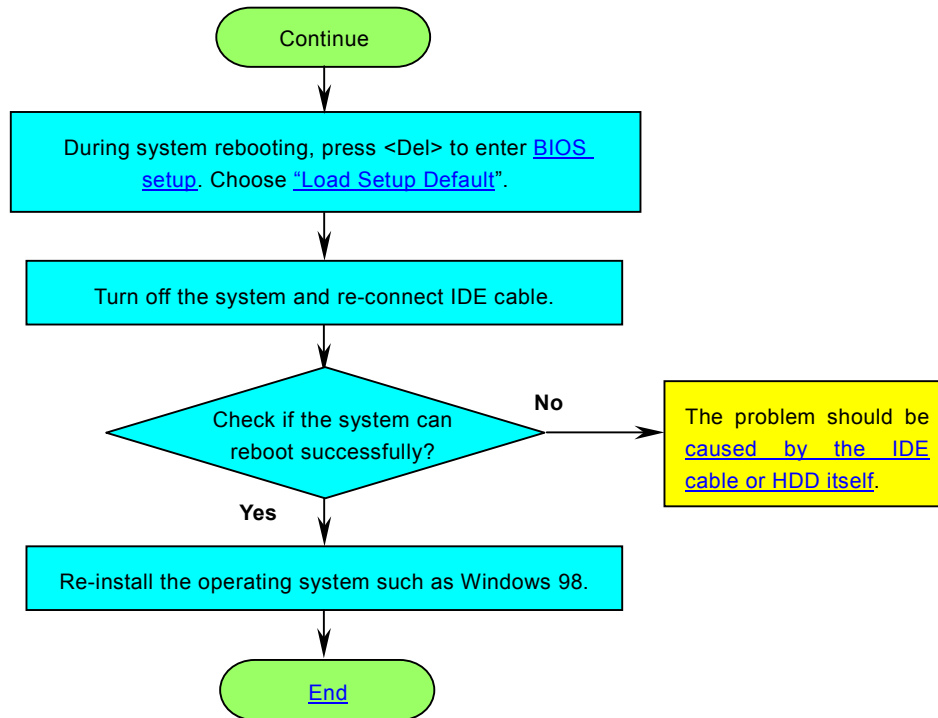 Continue
During system rebooting, press <Del> to enter BIOS
setup. Choose “Load Setup Default”.
Turn off the system and re-connect IDE cable.
Check if the system can
reboot successfully?
No
The problem should be
caused by the IDE
cable or HDD itself.
Yes
Re-install the operating system such as Windows 98.
End